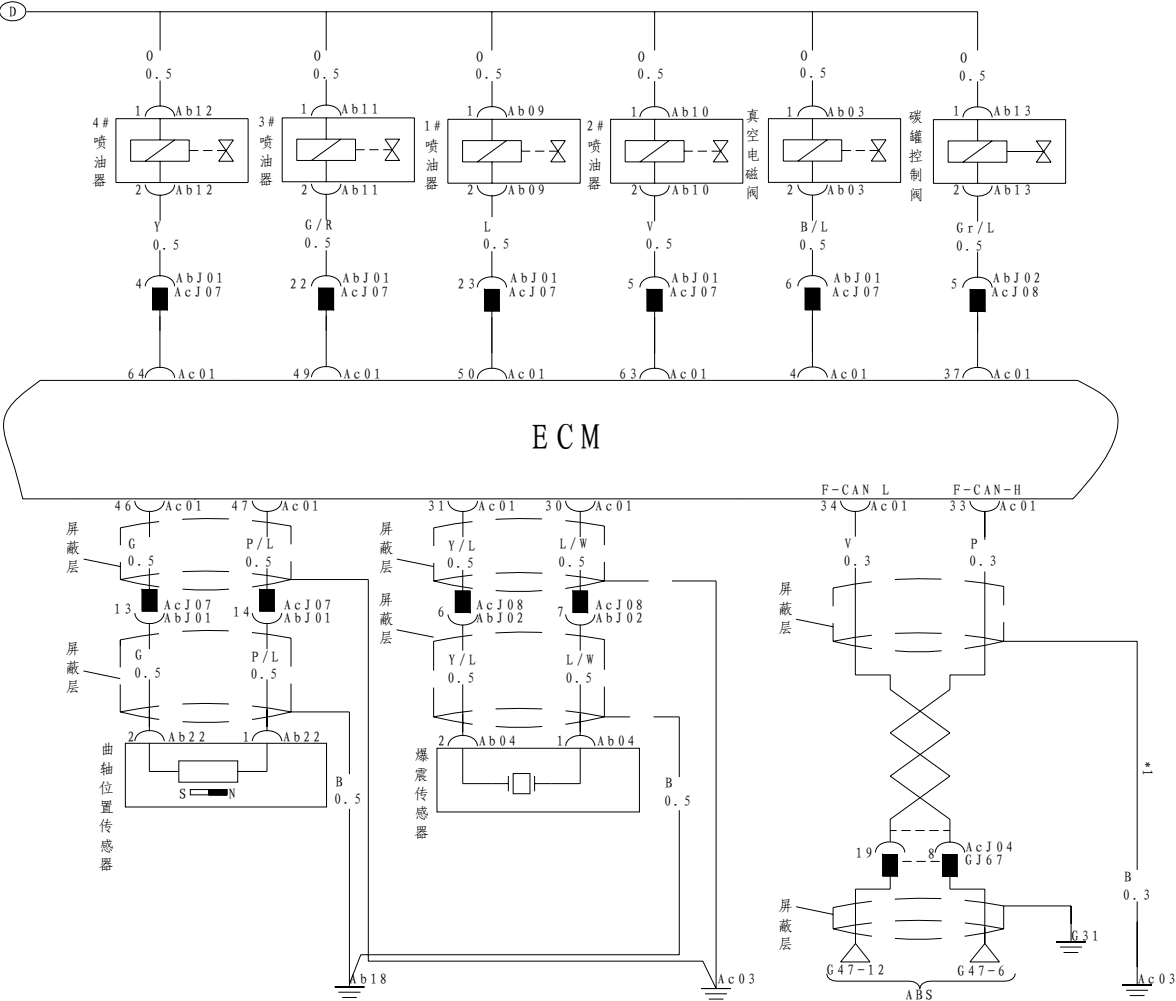 D
O O O O O O
0.5 0.5 0.5 0.5 0.5 0.5
1 Ab12 1 Ab11 1 Ab09 1 Ab10 1 Ab03 1 Ab13
4#喷油器 3#喷油器 1#喷油器 2#喷油器 真空电磁阀 碳罐控制阀
2 Ab12 2 Ab11 2 Ab09 2 Ab10 2 Ab03 2 Ab13
Y G/R L V B/L Gr/L
0.5 0.5 0.5 0.5 0.5 0.5
4 AbJ01 22 AbJ01 23 AbJ01 5 AbJ01 6 AbJ01 5 AbJ02
AcJ07 AcJ07 AcJ07 AcJ07 AcJ07 AcJ08
64 Ac01 49 Ac01 50 Ac01 63 Ac01 4 Ac01 37 Ac01
ECM
F-CAN L F-CAN-H
46 Ac01 47 Ac01 31 Ac01 30 Ac01 34 Ac01 33 Ac01
屏蔽层 屏蔽层
G P/L Y/L L/W V P
0.5 0.5 0.5 0.5 0.3 0.3
屏蔽层 屏蔽层
13 AcJ07 14 AcJ07 6 AcJ08 7 AcJ08
AbJ01 AbJ01 AbJ02 AbJ02
屏蔽层
G P/L Y/L L/W
0.5 0.5 0.5 0.5
2 Ab22 1 Ab22 2 Ab04 1 Ab04
曲轴位置传感器 爆震传感器
S N
B B
0.5 0.5
*1
19 8 AcJ04
GJ67
B
0.3
屏蔽层
G31
G47-12 G47-6
Ab18 Ac03 Ac03
ABS